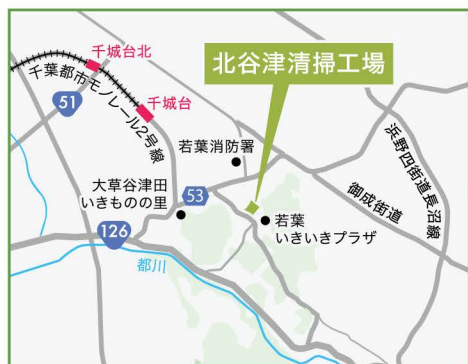 千城台北
千葉都市モノレール2号線
51
千城台
北谷津清掃工場
若葉消防署
大草谷津田
いきものの里
53
若葉
いきいきプラザ
御成街道
浜野四街道長沼線
126
都川